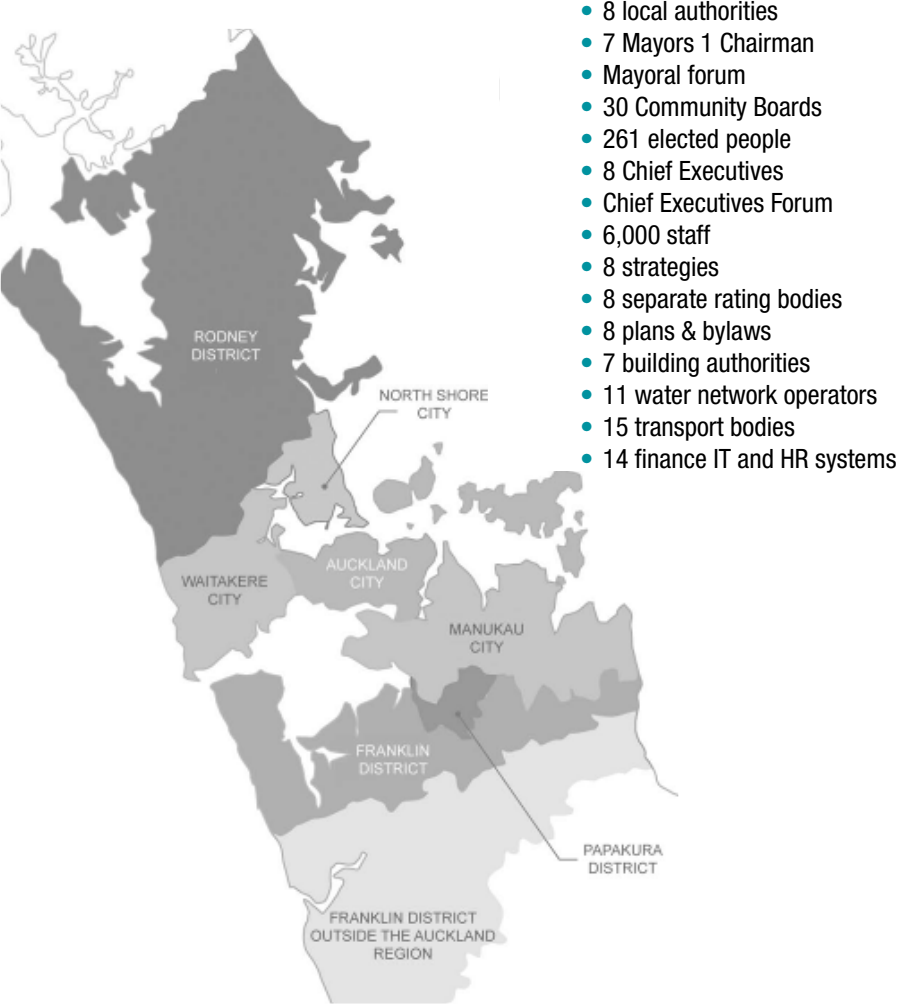 • 8 local authorities
• 7 Mayors 1 Chairman
• Mayoral forum
• 30 Community Boards
• 261 elected people
• 8 Chief Executives
• Chief Executives Forum
• 6,000 staff
• 8 strategies
• 8 separate rating bodies
• 8 plans & bylaws
• 7 building authorities
• 11 water network operators
• 15 transport bodies
• 14 finance IT and HR systems
RODNEY
DISTRICT
NORTH SHORE
CITY
AUCKLAND
CITY
WAITAKERE
CITY
MANUKAU
CITY
FRANKLIN
DISTRICT
PAPAKURA
DISTRICT
FRANKLIN DISTRICT
OUTSIDE THE AUCKLAND
REGION